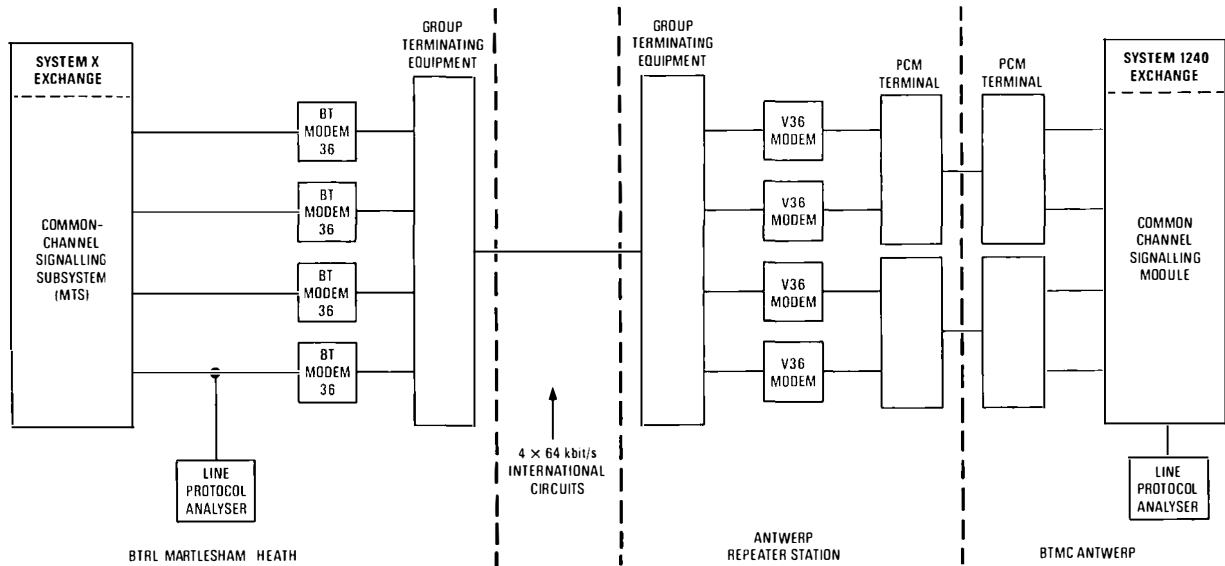 SYSTEM X
EXCHANGE
COMMON-
CHANNEL
SIGNALLING
SUBSYSTEM
(MTS)
BT
MODEM
36
BT
MODEM
36
BT
MODEM
36
BT
MODEM
36
LINE
PROTOCOL
ANALYSER
GROUP
TERMINATING
EQUIPMENT
4 × 64 kbit/s
INTERNATIONAL
CIRCUITS
GROUP
TERMINATING
EQUIPMENT
V36
MODEM
V36
MODEM
V36
MODEM
V36
MODEM
PCM
TERMINAL
PCM
TERMINAL
SYSTEM 1240
EXCHANGE
COMMON
CHANNEL
SIGNALLING
MODULE
LINE
PROTOCOL
ANALYSER
BTRL MARTLESHAM HEATH
ANTWERP
REPEATER STATION
BTMC ANTWERP